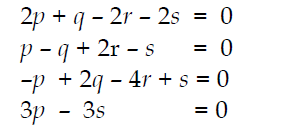 2p + q – 2r – 2s = 0
p – q + 2r – s = 0
–p + 2q – 4r + s = 0
3p – 3s = 0